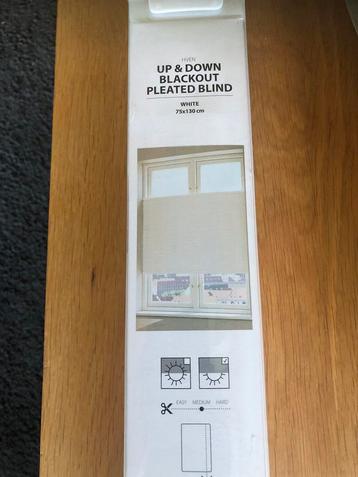 HVEN
UP & DOWN
BLACKOUT
PLEATED BLIND
WHITE
75x130 cm
EASY MEDIUM HARD